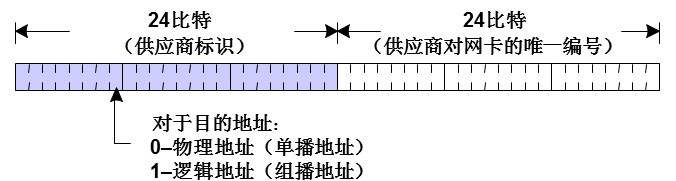 24比特
24比特
（供应商标识）
（供应商对网卡的唯一编号）
对于目的地址：
0–物理地址（单播地址）
1–逻辑地址（组播地址）